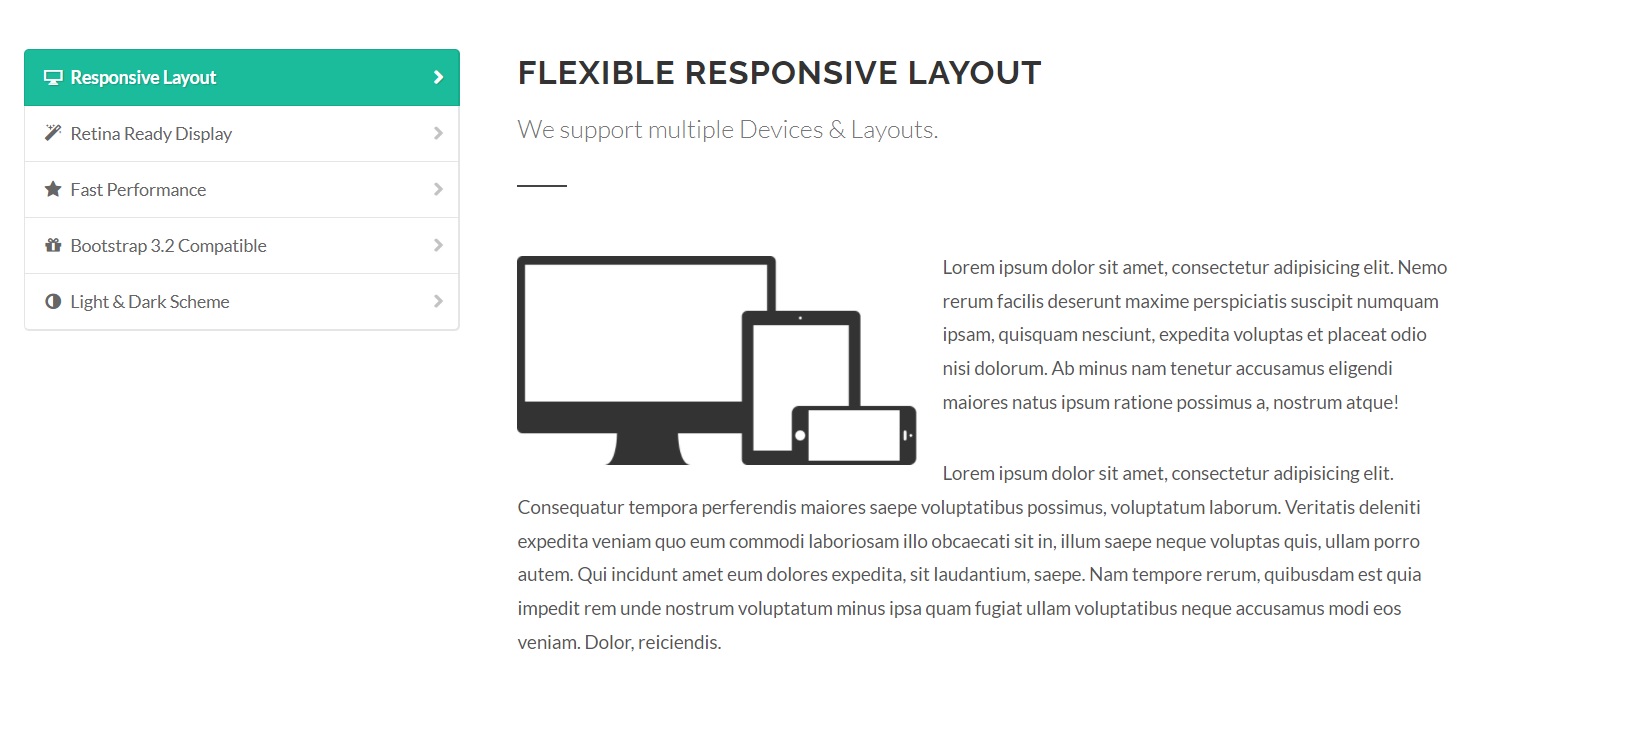 Responsive Layout
Retina Ready Display
Fast Performance
Bootstrap 3.2 Compatible
Light & Dark Scheme
FLEXIBLE RESPONSIVE LAYOUT
We support multiple Devices & Layouts.
Lorem ipsum dolor sit amet, consectetur adipisicing elit. Nemo
rerum facilis deserunt maxime perspiciatis suscipit numquam
ipsam, quisquam nesciunt, expedita voluptas et placeat odio
nisi dolorum. Ab minus nam tenetur accusamus eligendi
maiores natus ipsum ratione possimus a, nostrum atque!
Lorem ipsum dolor sit amet, consectetur adipisicing elit.
Consequatur tempora perferendis maiores saepe voluptatibus possimus, voluptatum laborum. Veritatis deleniti
expedita veniam quo eum commodi laboriosam illo obcaecati sit in, illum saepe neque voluptas quis, ullam porro
autem. Qui incidunt amet eum dolores expedita, sit laudantium, saepe. Nam tempore rerum, quibusdam est quia
impedit rem unde nostrum voluptatum minus ipsa quam fugiat ullam voluptatibus neque accusamus modi eos
veniam. Dolor, reiciendis.